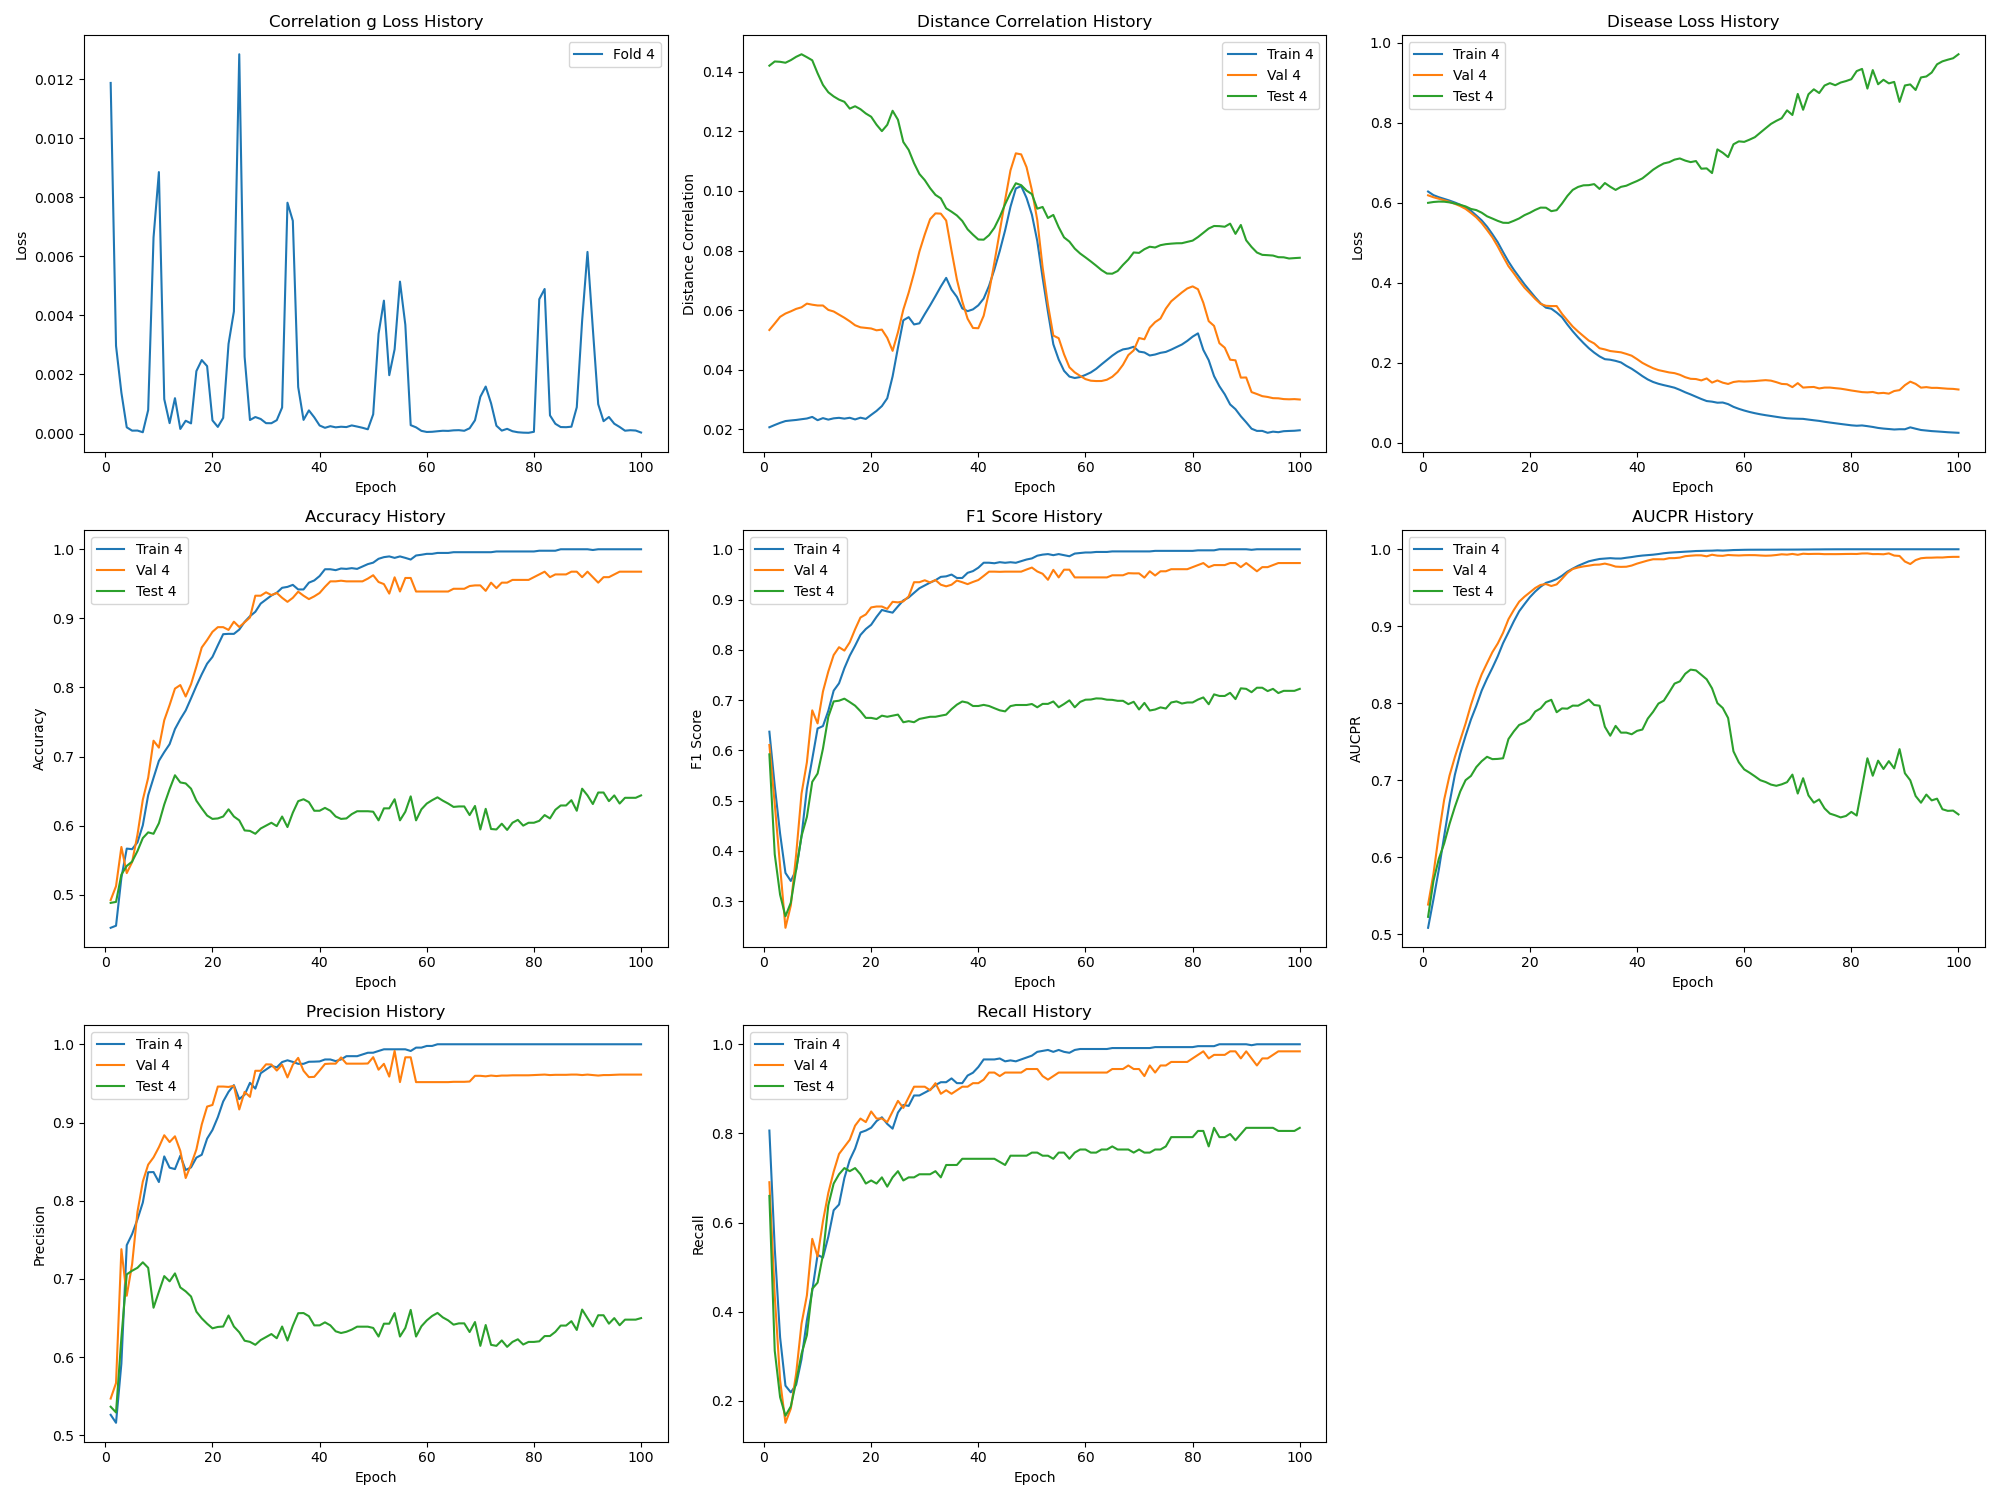 Correlation g Loss History
Loss
0.012
0.010
0.008
0.006
0.004
0.002
0.000
Fold 4
0 20 40 60 80 100
Epoch
Distance Correlation History
Distance Correlation
0.14
0.12
0.10
0.08
0.06
0.04
0.02
Train 4
Val 4
Test 4
0 20 40 60 80 100
Epoch
Disease Loss History
Loss
1.0
0.8
0.6
0.4
0.2
0.0
Train 4
Val 4
Test 4
0 20 40 60 80 100
Epoch
Accuracy History
Accuracy
1.0
0.9
0.8
0.7
0.6
0.5
Train 4
Val 4
Test 4
0 20 40 60 80 100
Epoch
F1 Score History
F1 Score
1.0
0.9
0.8
0.7
0.6
0.5
0.4
0.3
Train 4
Val 4
Test 4
0 20 40 60 80 100
Epoch
AUCPR History
AUCPR
1.0
0.9
0.8
0.7
0.6
0.5
Train 4
Val 4
Test 4
0 20 40 60 80 100
Epoch
Precision History
Precision
1.0
0.9
0.8
0.7
0.6
0.5
Train 4
Val 4
Test 4
0 20 40 60 80 100
Epoch
Recall History
Recall
1.0
0.8
0.6
0.4
0.2
Train 4
Val 4
Test 4
0 20 40 60 80 100
Epoch